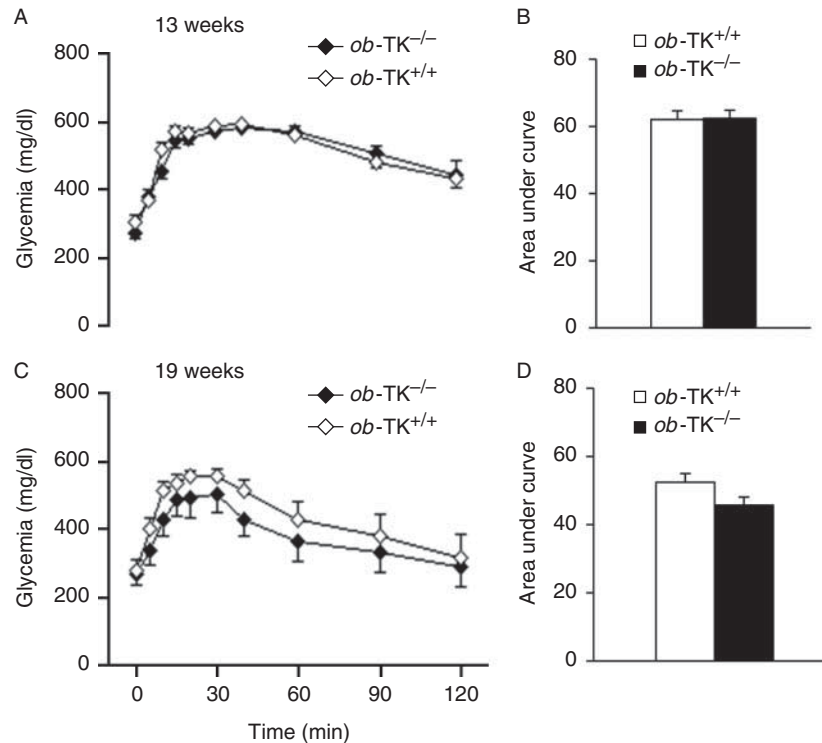 A
13 weeks
ob-TK–/–
ob-TK+/+
Glycemia (mg/dl)
800
600
400
200
0
B
ob-TK+/+
ob-TK–/–
Area under curve
80
60
40
20
0
C
19 weeks
ob-TK–/–
ob-TK+/+
Glycemia (mg/dl)
800
600
400
200
0
0 30 60 90 120
Time (min)
D
ob-TK+/+
ob-TK–/–
Area under curve
80
60
40
20
0